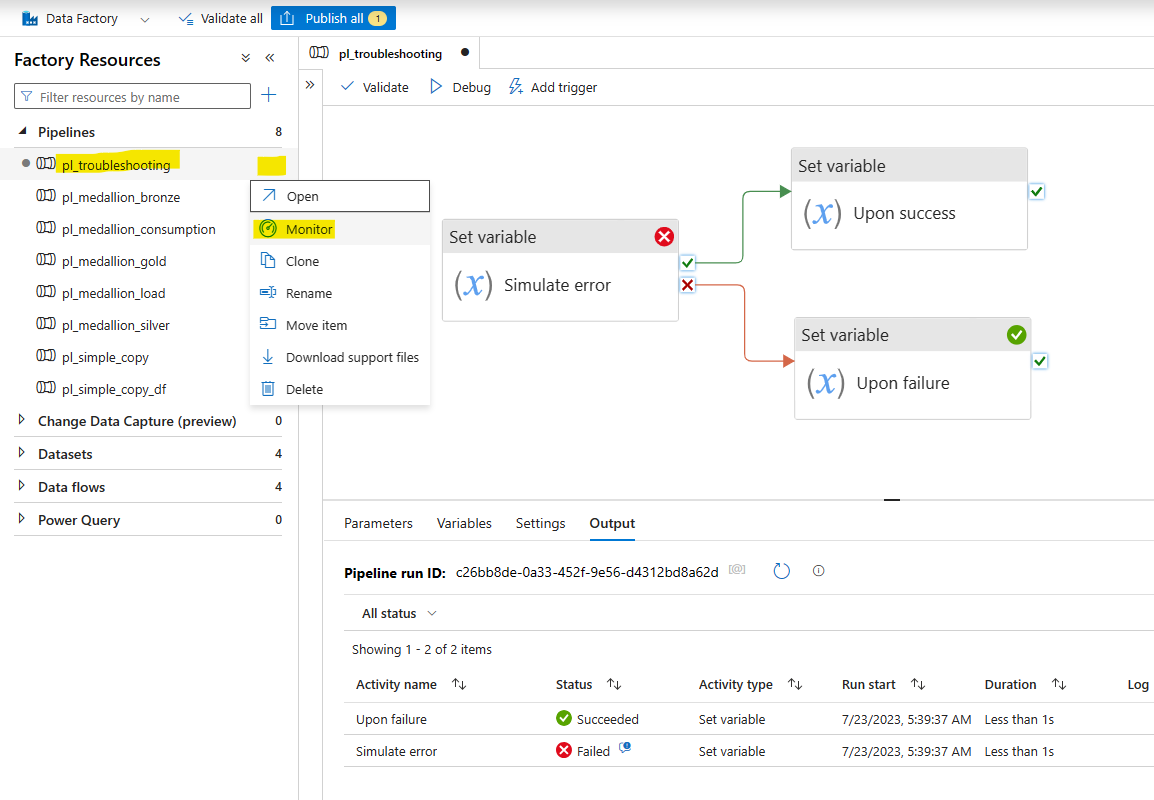 Data Factory
Validate all
Publish all 1
Factory Resources
Filter resources by name
Pipelines 8
pl_troubleshooting
pl_medallion_bronze
pl_medallion_consumption
pl_medallion_gold
pl_medallion_load
pl_medallion_silver
pl_simple_copy
pl_simple_copy_df
Change Data Capture (preview) 0
Datasets 4
Data flows 4
Power Query 0
Open
Monitor
Clone
Rename
Move item
Download support files
Delete
pl_troubleshooting
Validate Debug Add trigger
Set variable
(x) Simulate error
Set variable
(x) Upon success
Set variable
(x) Upon failure
Parameters Variables Settings Output
Pipeline run ID: c26bb8de-0a33-452f-9e56-d4312bd8a62d [@]
All status
Showing 1 - 2 of 2 items
Activity name Status Activity type Run start Duration Log
Upon failure Succeeded Set variable 7/23/2023, 5:39:37 AM Less than 1s
Simulate error Failed Set variable 7/23/2023, 5:39:37 AM Less than 1s